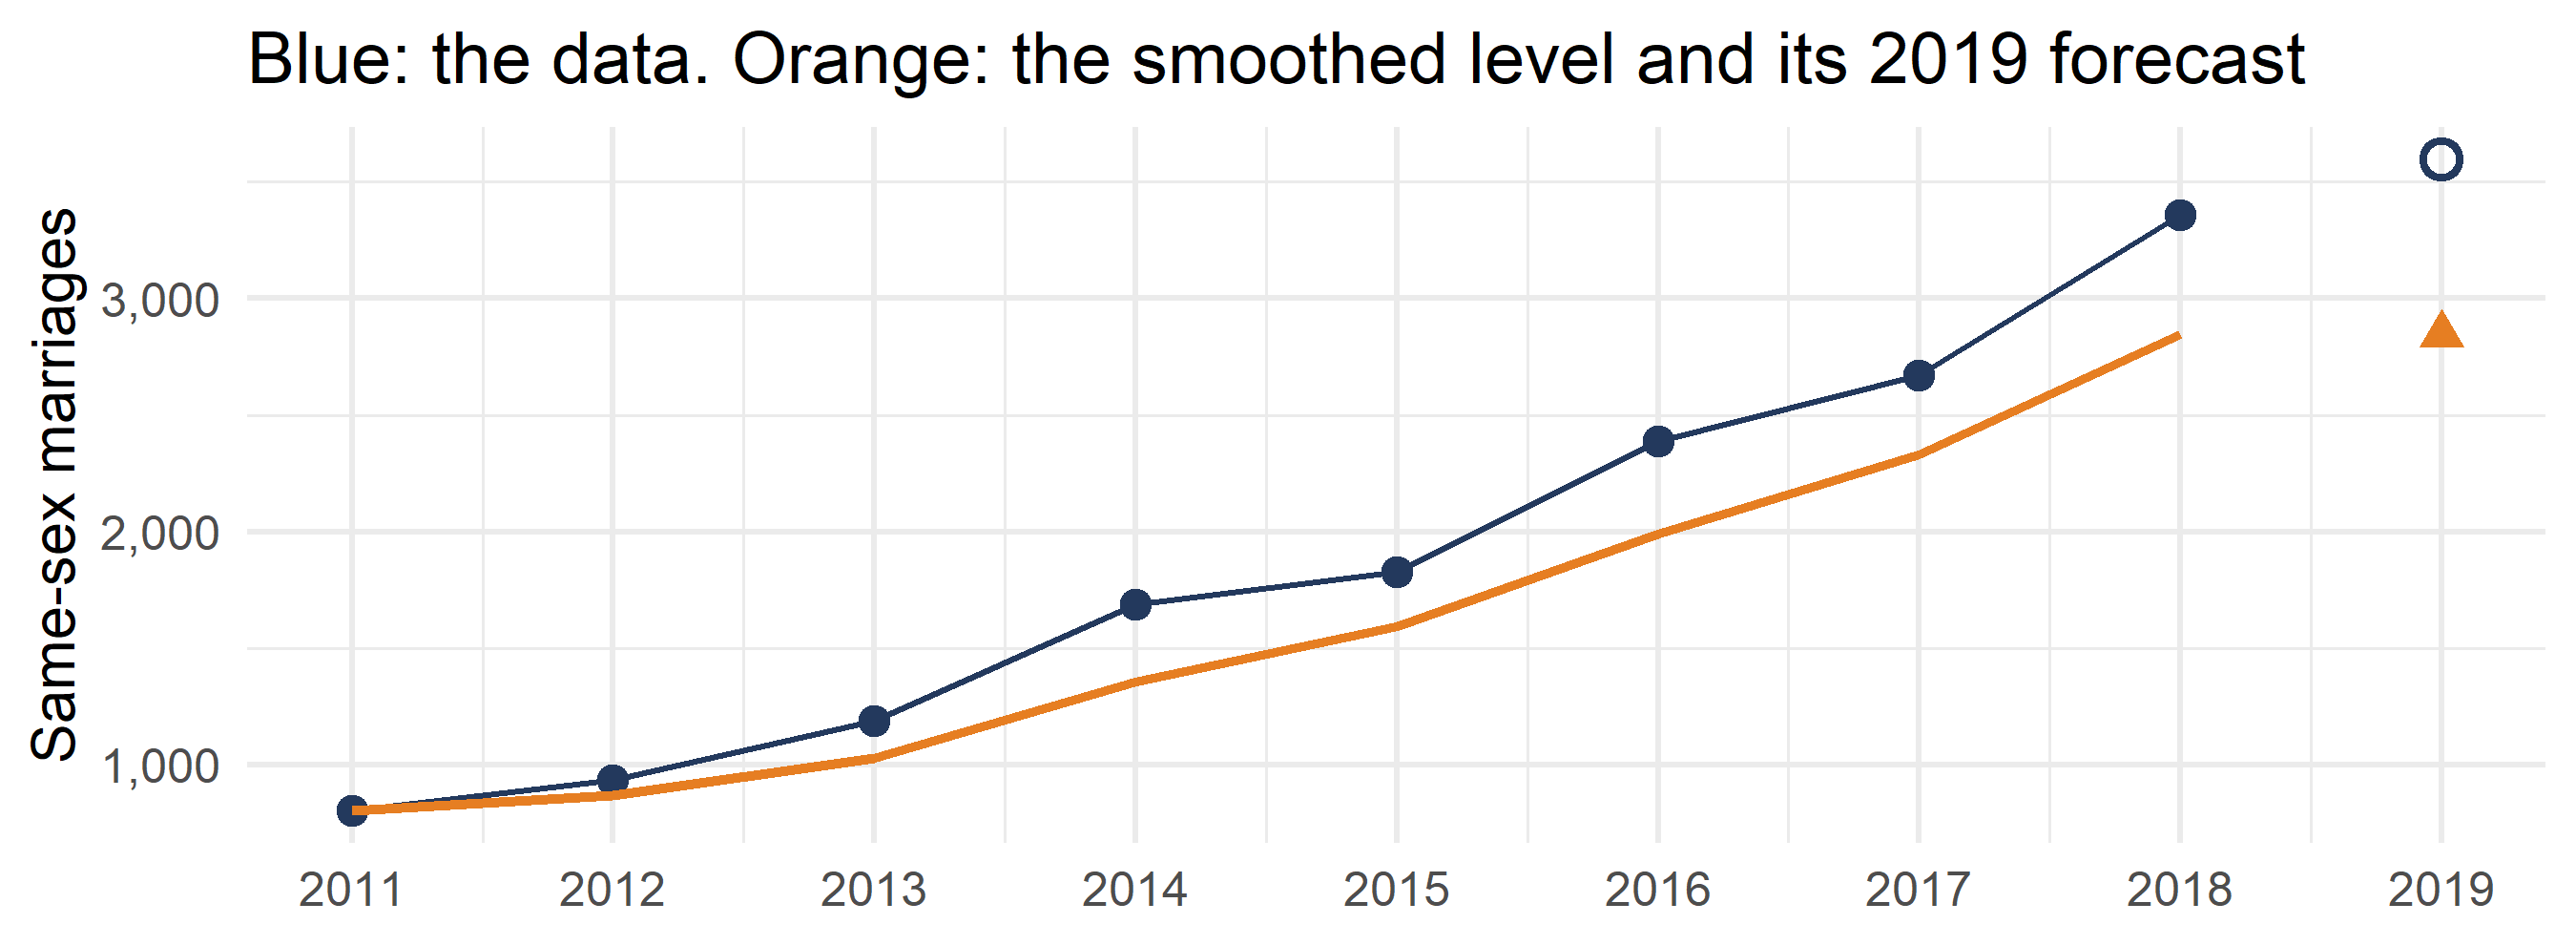 Blue: the data. Orange: the smoothed level and its 2019 forecast
Same-sex marriages
3,000
2,000
1,000
2011 2012 2013 2014 2015 2016 2017 2018 2019